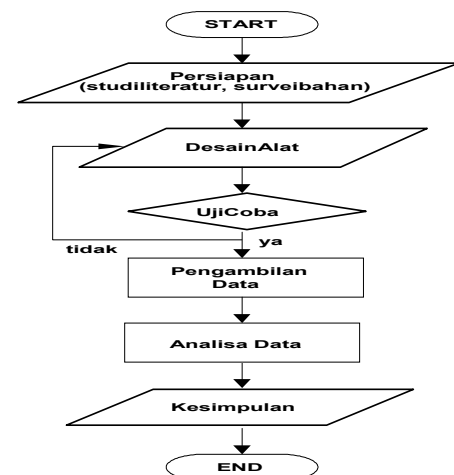 START
Persiapan
(studiliteratur, surveibahan)
DesainAlat
UjiCoba
tidak
ya
Pengambilan
Data
Analisa Data
Kesimpulan
END